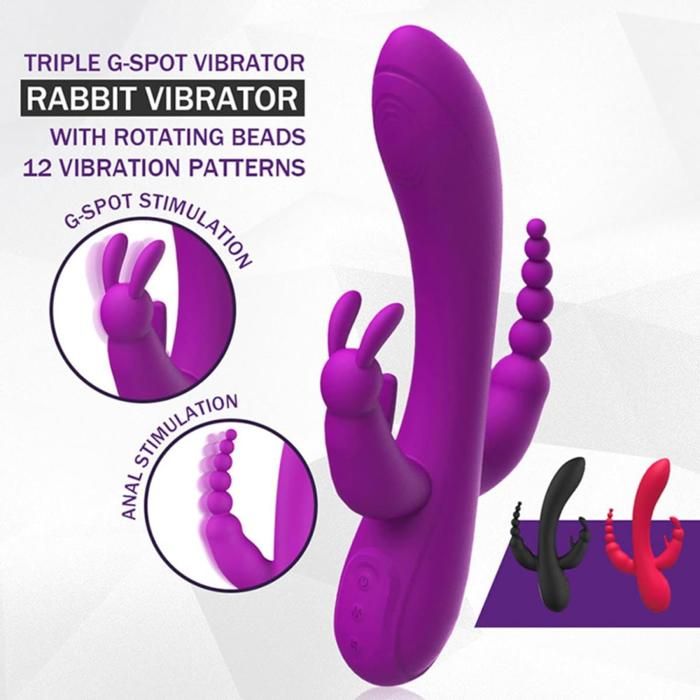 TRIPLE G-SPOT VIBRATOR
RABBIT VIBRATOR
WITH ROTATING BEADS
12 VIBRATION PATTERNS
G-SPOT STIMULATION
ANAL STIMULATION